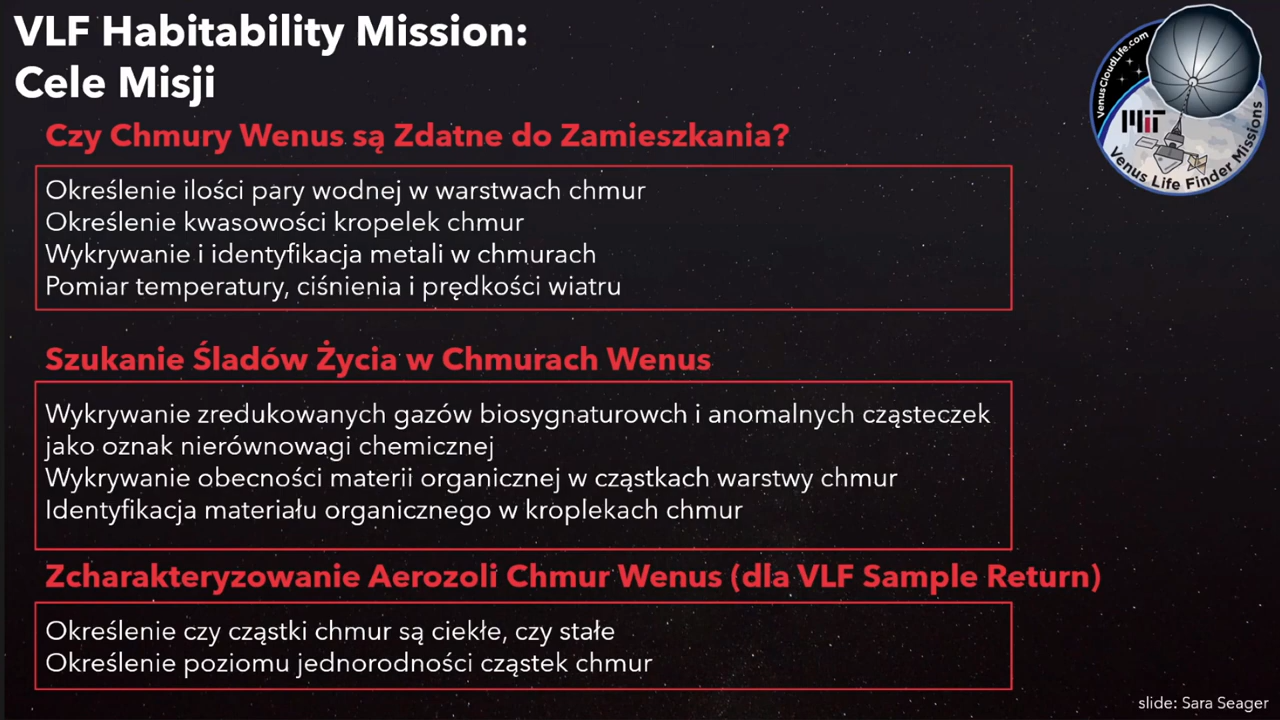 VLF Habitability Mission:
Cele Misji
VenusCloudLife.com
MIT
Venus Life Finder Missions
Czy Chmury Wenus są Zdatne do Zamieszkania?
Określenie ilości pary wodnej w warstwach chmur
Określenie kwasowości kropelek chmur
Wykrywanie i identyfikacja metali w chmurach
Pomiar temperatury, ciśnienia i prędkości wiatru
Szukanie Śladów Życia w Chmurach Wenus
Wykrywanie zredukowanych gazów biosygnaturowch i anomalnych cząsteczek
jako oznak nierównowagi chemicznej
Wykrywanie obecności materii organicznej w cząstkach warstwy chmur
Identyfikacja materiału organicznego w kroplekach chmur
Zcharakteryzowanie Aerozoli Chmur Wenus (dla VLF Sample Return)
Określenie czy cząstki chmur są ciekłe, czy stałe
Określenie poziomu jednorodności cząstek chmur
slide: Sara Seager